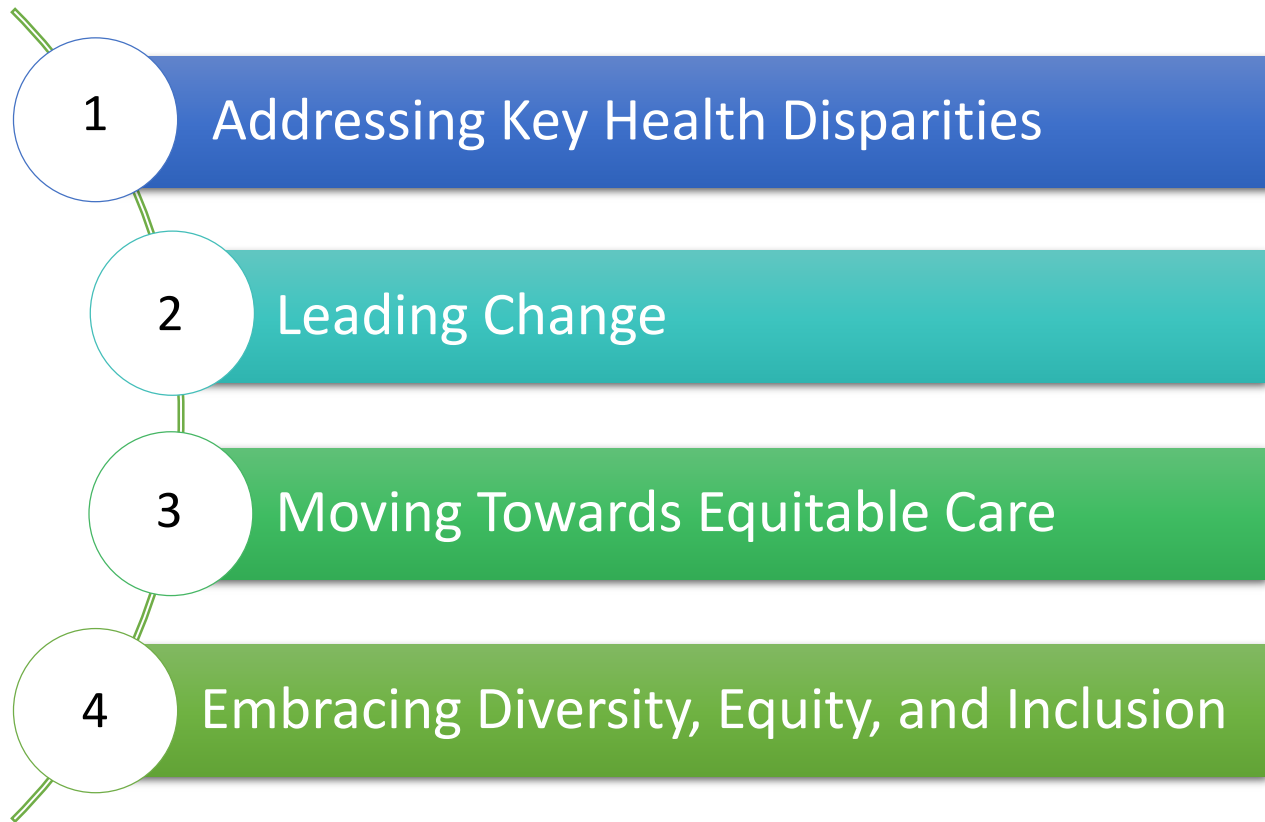 1
Addressing Key Health Disparities
2
Leading Change
3
Moving Towards Equitable Care
4
Embracing Diversity, Equity, and Inclusion